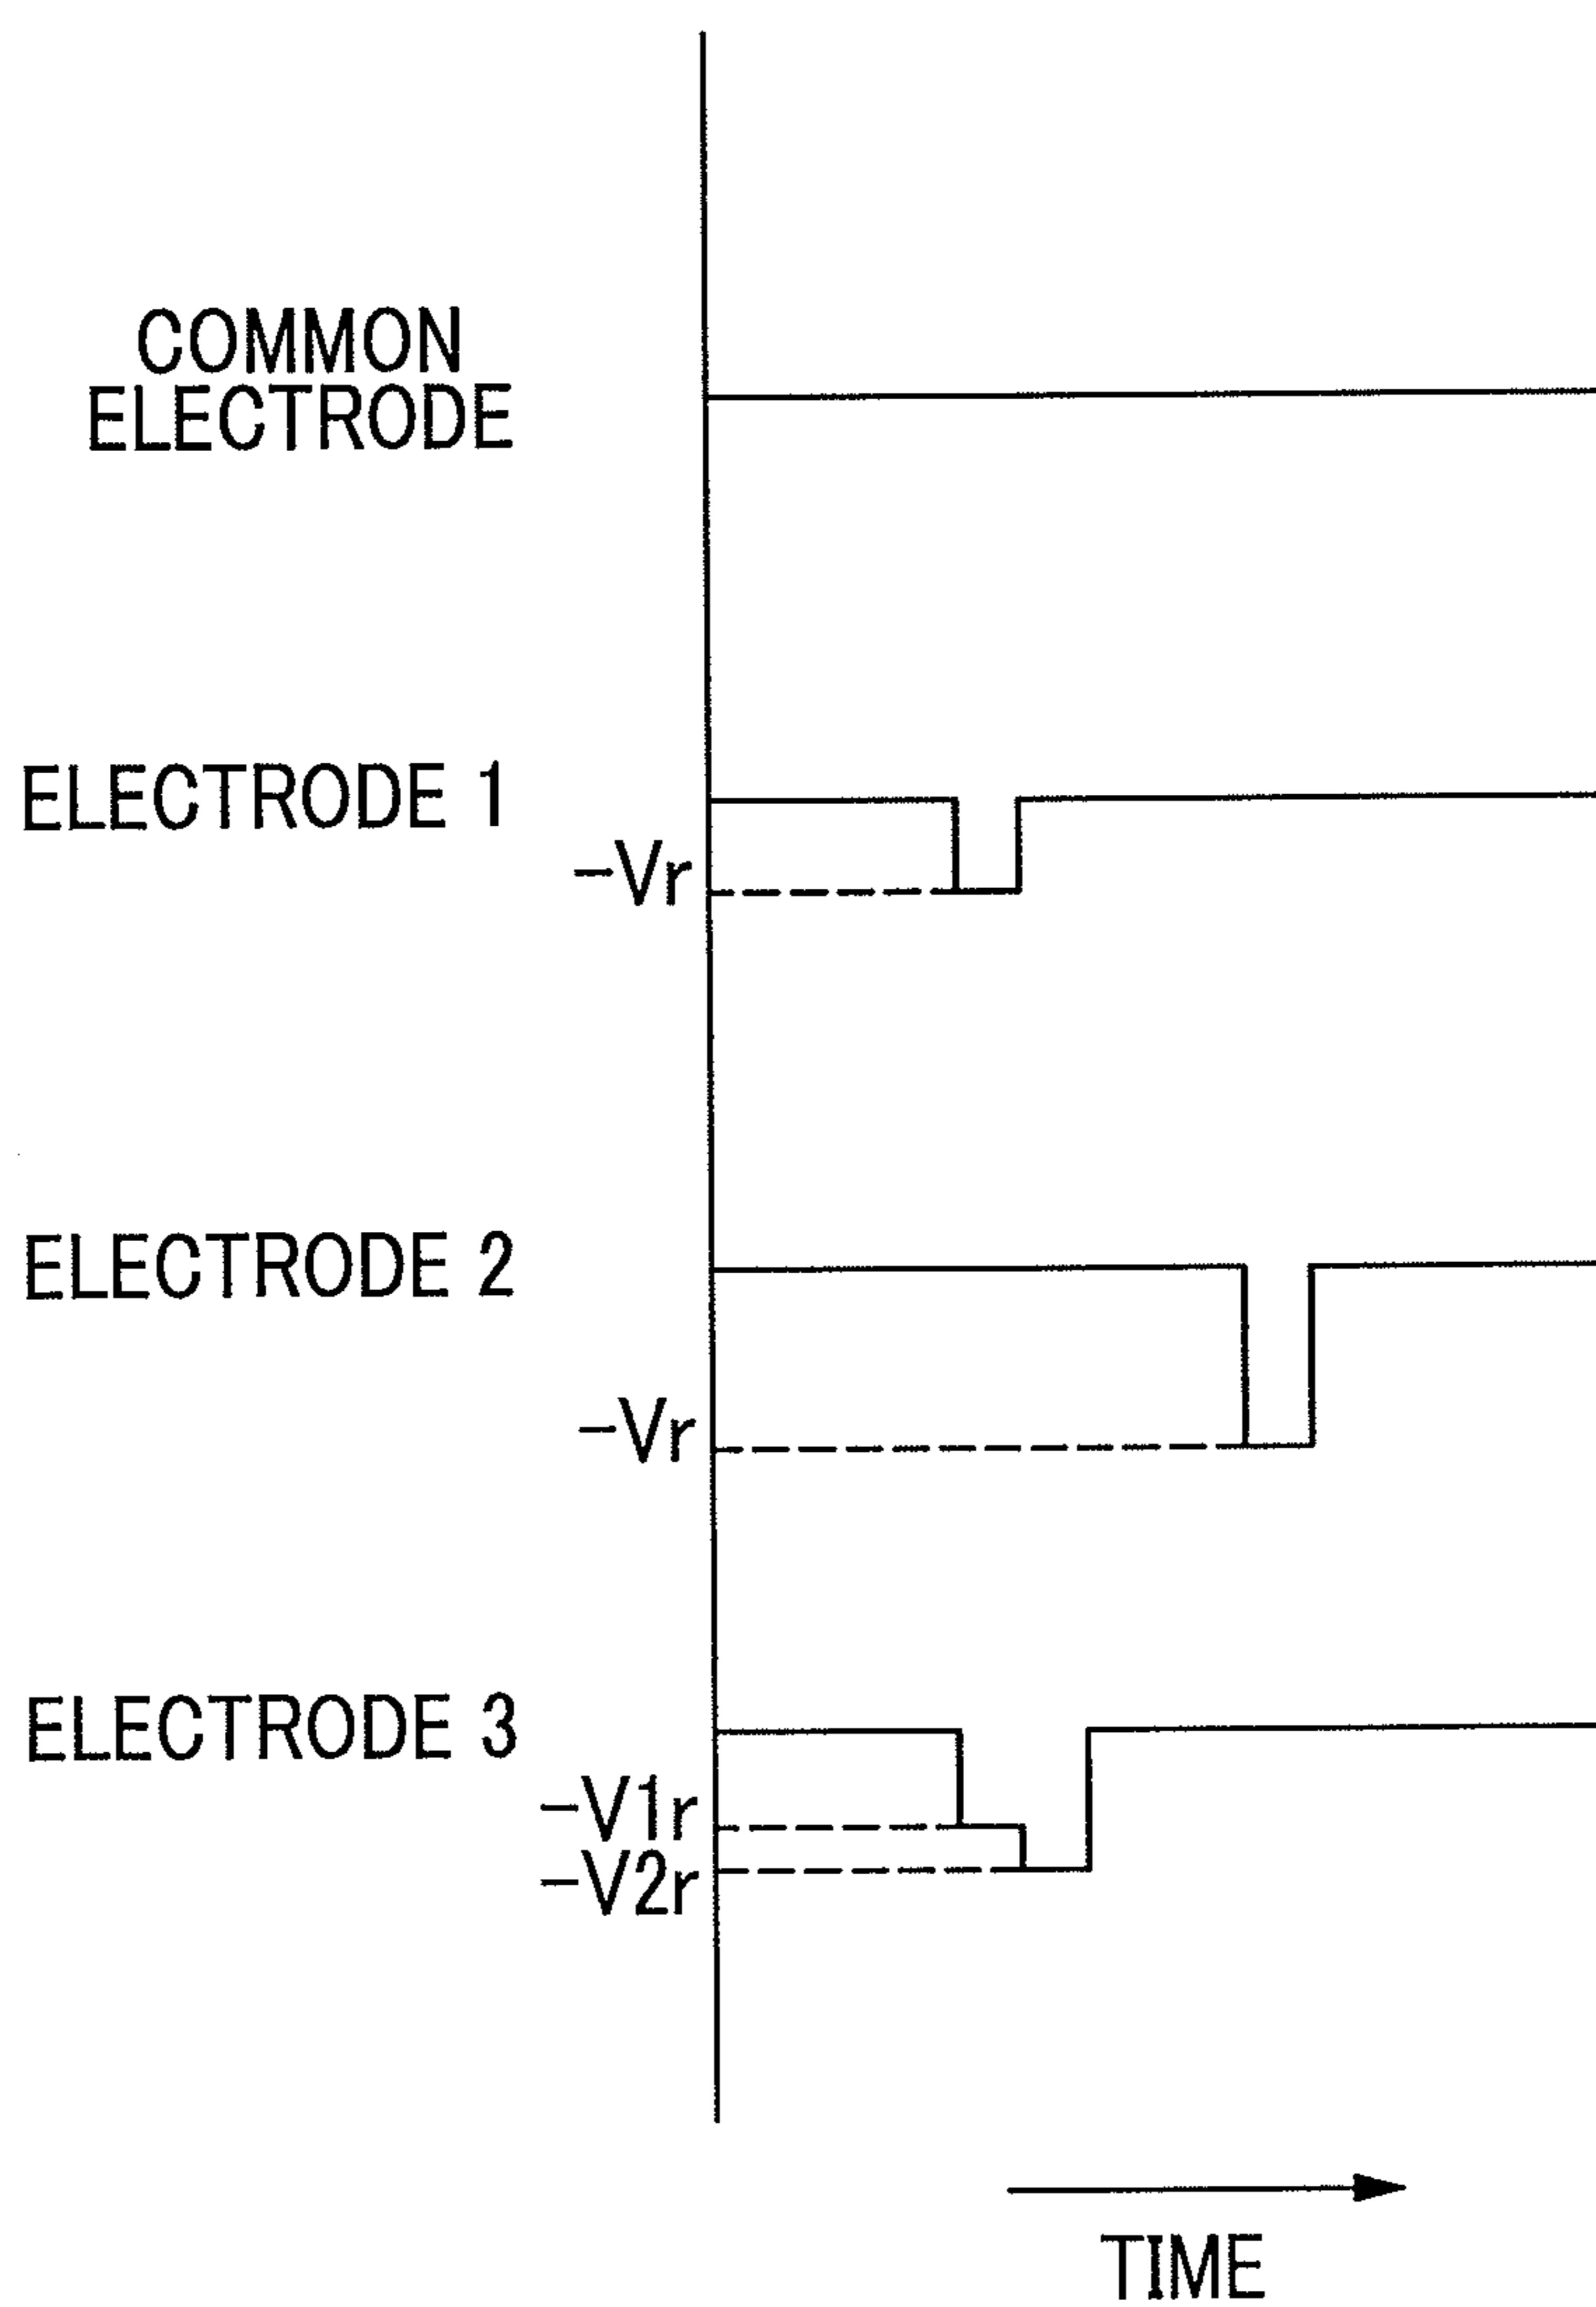 COMMON
ELECTRODE
ELECTRODE 1
-Vr
ELECTRODE 2
-Vr
ELECTRODE 3
-V1r
-V2r
TIME